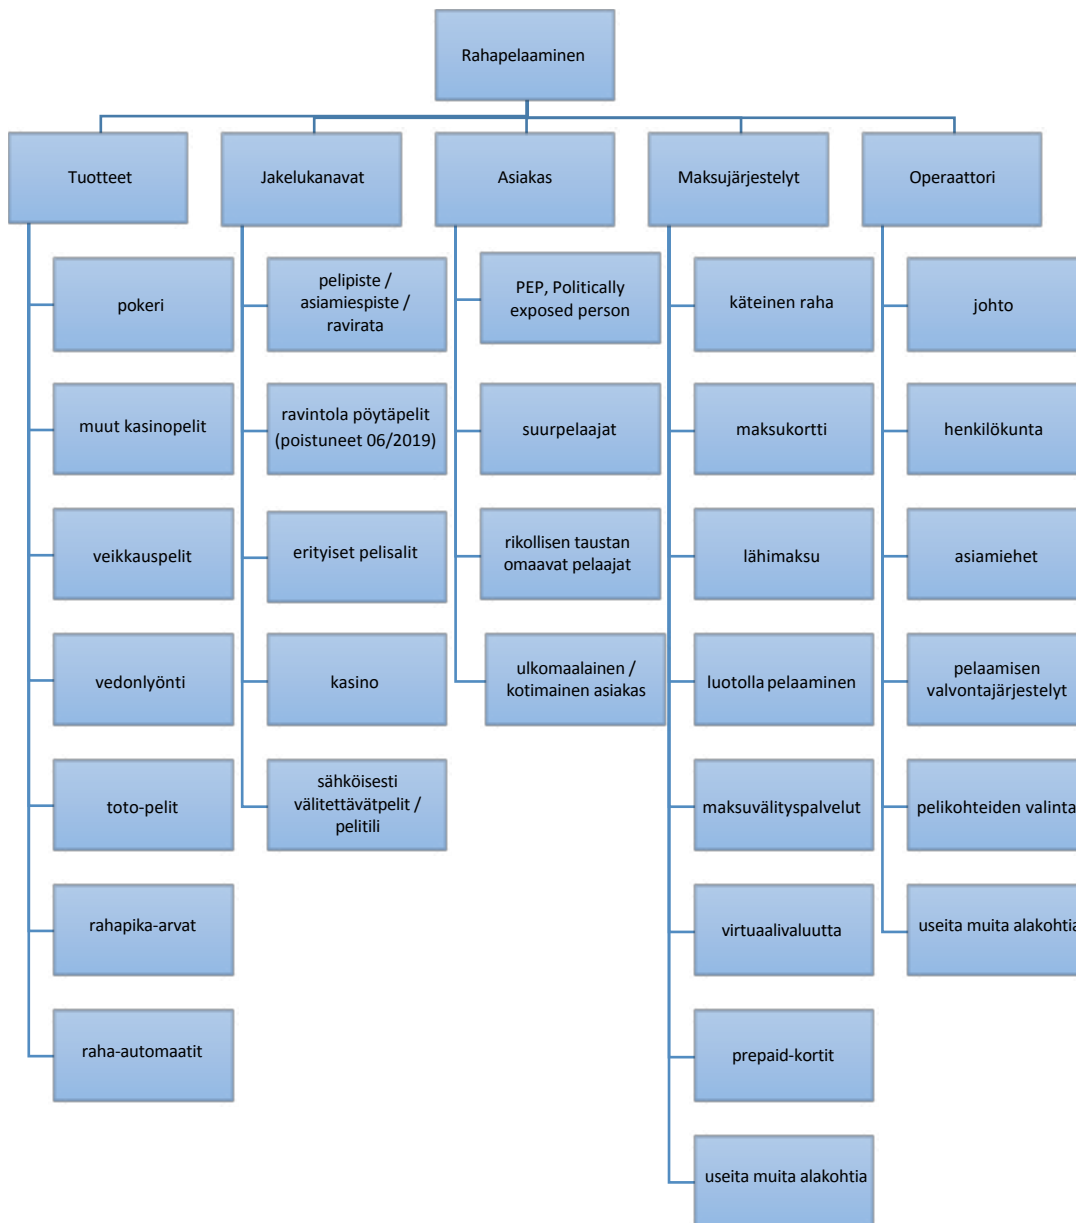 Rahapelaaminen
Tuotteet
Jakelukanavat
Asiakas
Maksujärjestelyt
Operaattori
pokeri
muut kasinopelit
veikkauspelit
vedonlyönti
toto-pelit
rahapika-arvat
raha-automaatit
pelipiste /
asiamiespiste /
ravirata
ravintola pöytäpelit
(poistuneet 06/2019)
erityiset pelisalit
kasino
sähköisesti
välitettävätpelit /
pelitili
PEP, Politically
exposed person
suurpelaajat
rikollisen taustan
omaavat pelaajat
ulkomaalainen /
kotimainen asiakas
käteinen raha
maksukortti
lähimaksu
luotolla pelaaminen
maksuvälityspalvelut
virtuaalivaluutta
prepaid-kortit
useita muita alakohtia
johto
henkilökunta
asiamiehet
pelaamisen
valvontajärjestelyt
pelikohteiden valinta
useita muita alakohtia